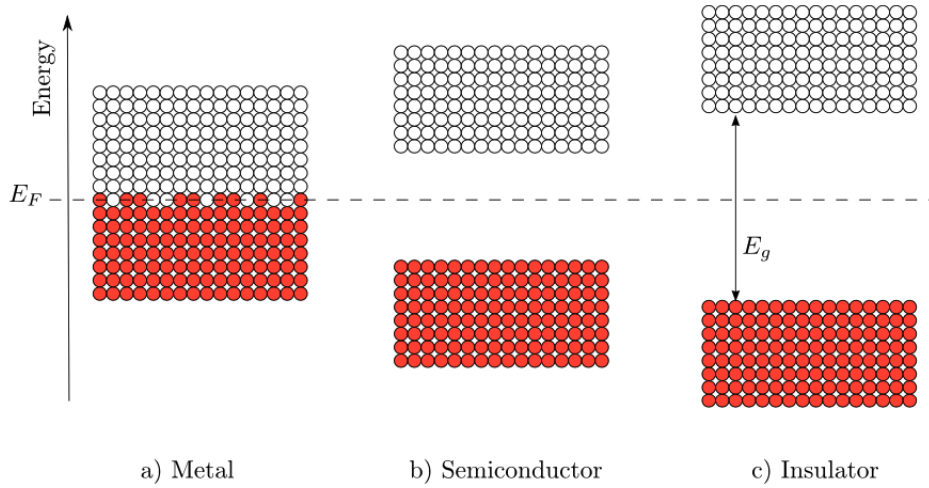 Energy
E_F
E_g
a) Metal
b) Semiconductor
c) Insulator